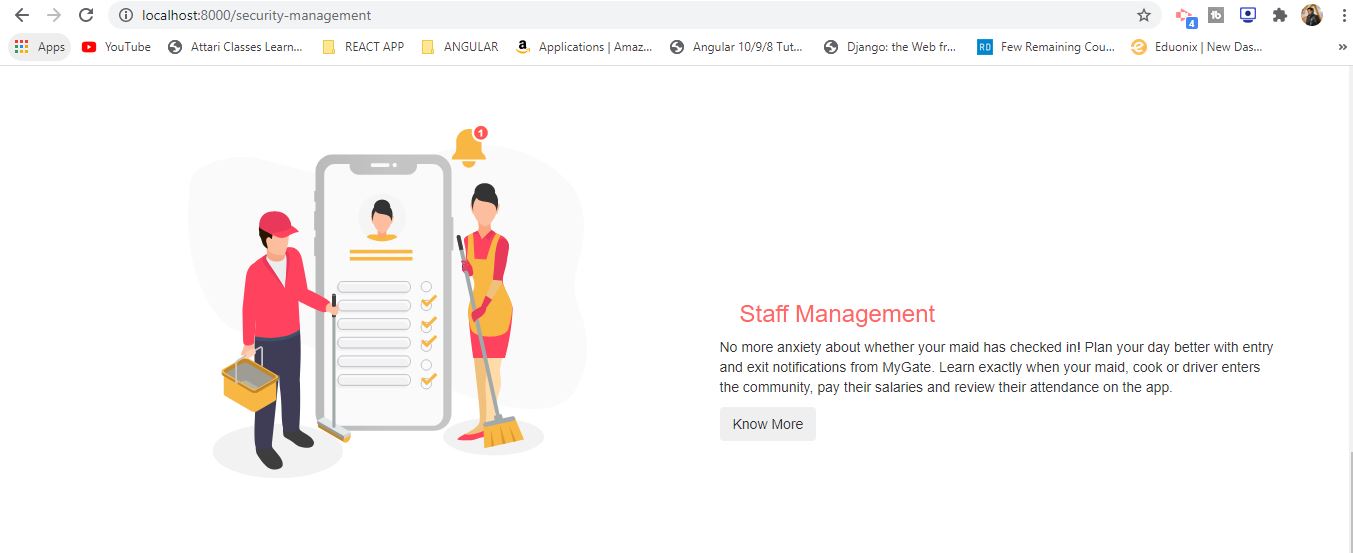 localhost:8000/security-management
4
Apps
YouTube
Attari Classes Learn...
REACT APP
ANGULAR
Applications | Amaz...
Angular 10/9/8 Tut...
Django: the Web fr...
RD
Few Remaining Cou...
Eduonix | New Das...
»
1
Staff Management
No more anxiety about whether your maid has checked in! Plan your day better with entry
and exit notifications from MyGate. Learn exactly when your maid, cook or driver enters
the community, pay their salaries and review their attendance on the app.
Know More